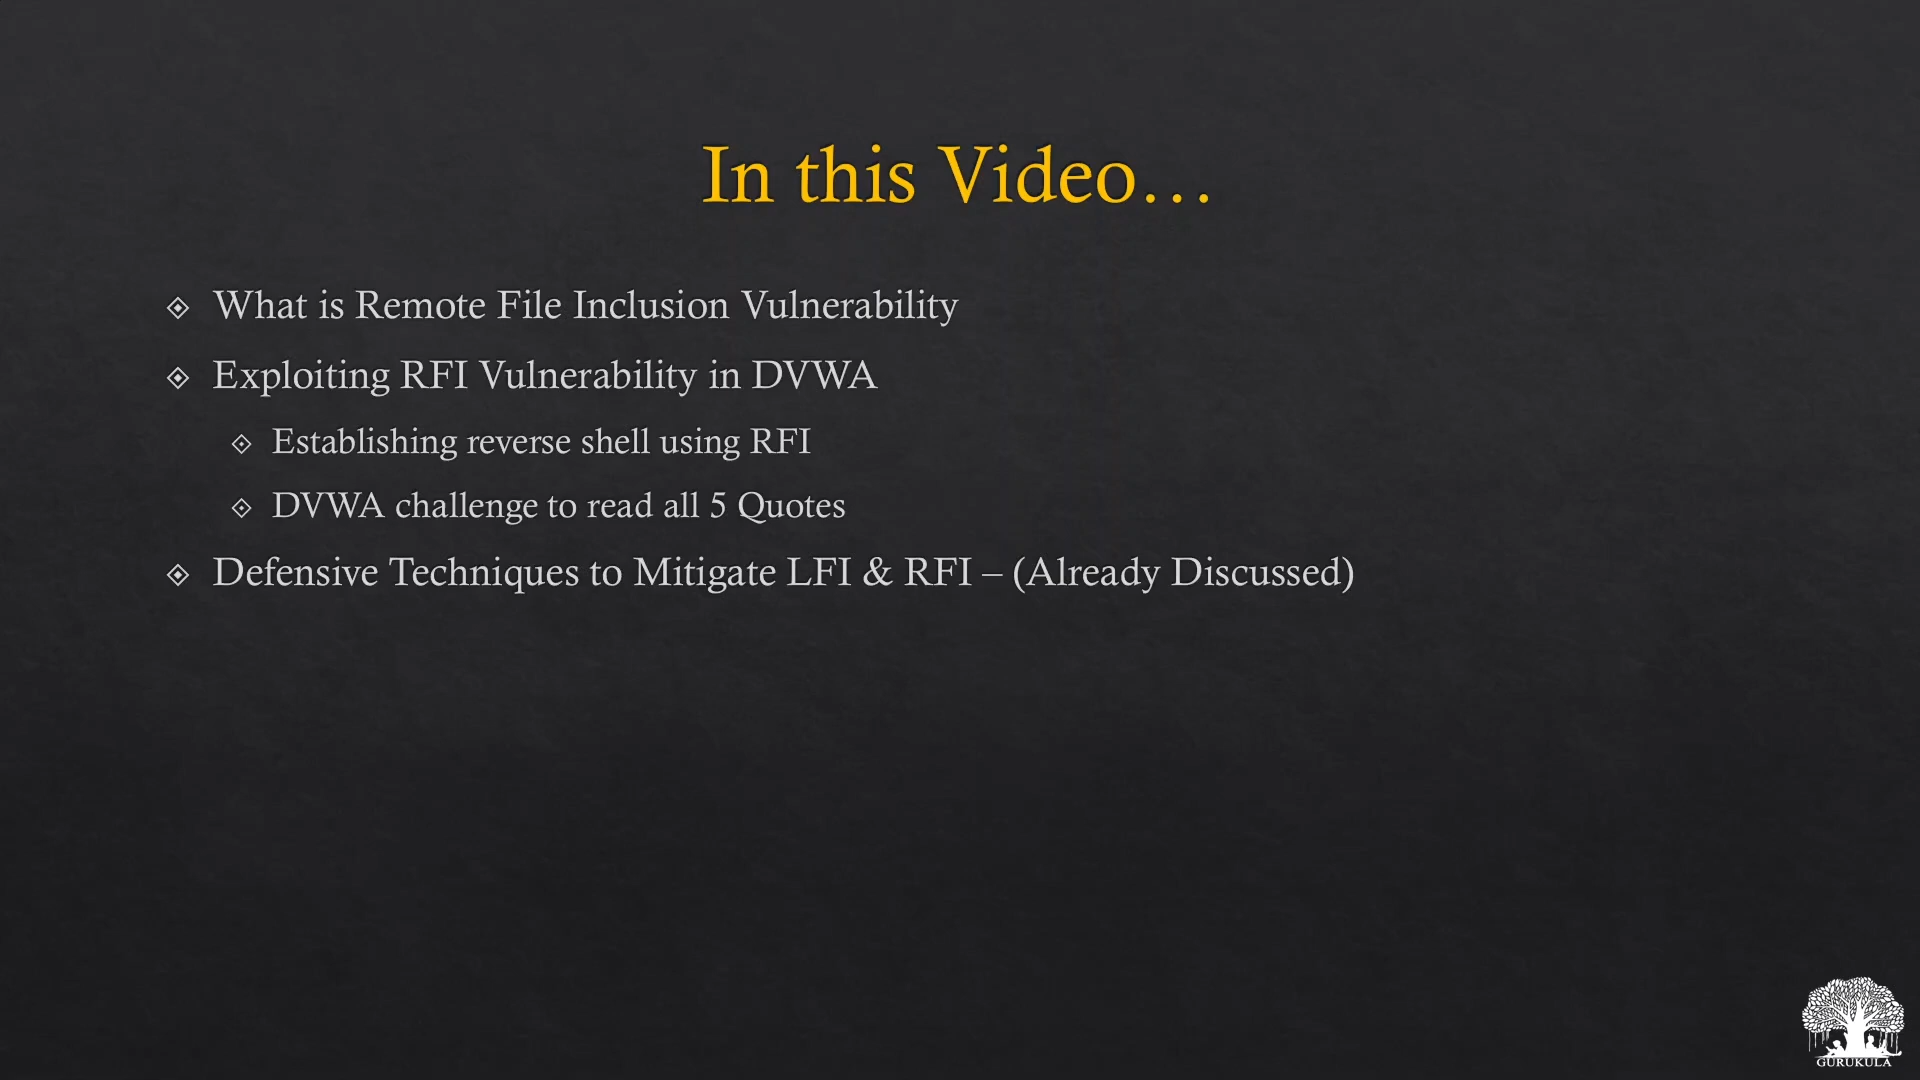 In this Video…
What is Remote File Inclusion Vulnerability
Exploiting RFI Vulnerability in DVWA
Establishing reverse shell using RFI
DVWA challenge to read all 5 Quotes
Defensive Techniques to Mitigate LFI & RFI – (Already Discussed)
GURUKULA